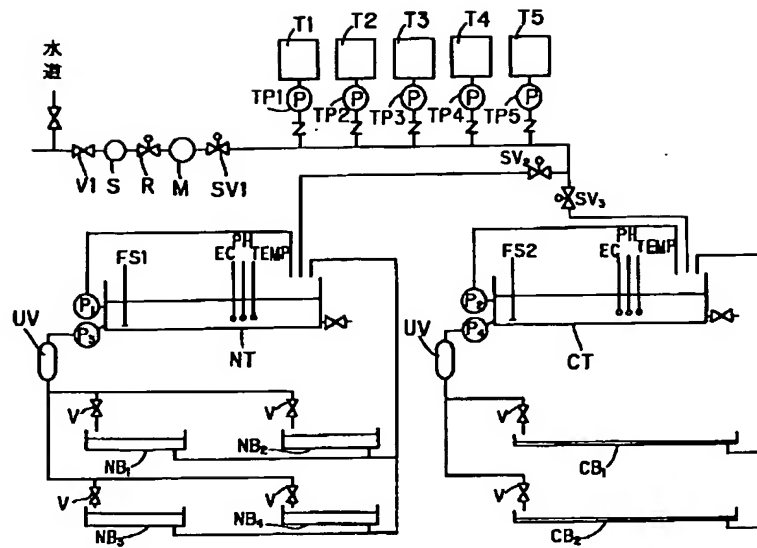 T1 T2 T3 T4 T5
水道
P P P P P
TP1 TP2 TP3 TP4 TP5
V1 S R M SV1
SV₂
SV₃
FS1 EC PH TEMP
FS2 EC PH TEMP
P₁
P₃
P₂
P₄
UV
UV
NT
CT
V V V
NB₁ NB₂ CB₁
V V V
NB₃ NB₄ CB₂